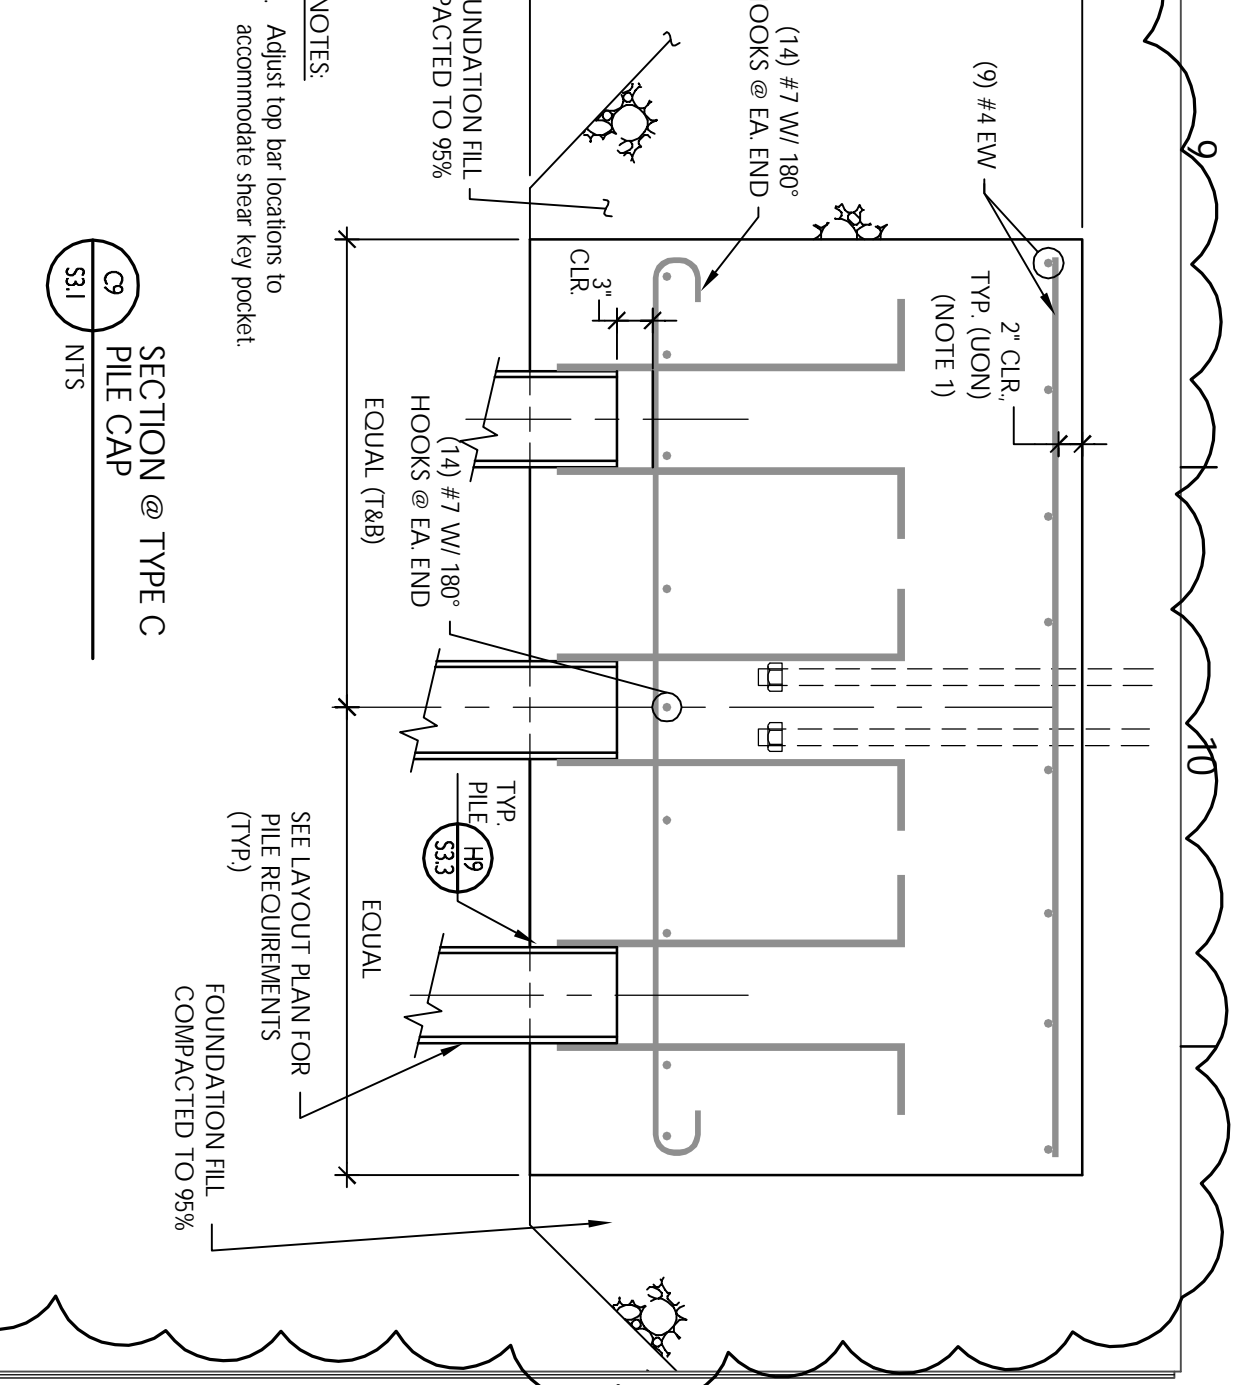 9
10
(9) #4 EW
2" CLR.,
TYP. (UON)
(NOTE 1)
(14) #7 W/ 180°
OOKS @ EA. END
3"
CLR.
UNDATION FILL
PACTED TO 95%
(14) #7 W/ 180°
HOOKS @ EA. END
TYP.
PILE
H9
S3.3
EQUAL (T&B)
EQUAL
SEE LAYOUT PLAN FOR
PILE REQUIREMENTS
(TYP.)
FOUNDATION FILL
COMPACTED TO 95%
NOTES:
. Adjust top bar locations to
accommodate shear key pocket.
C9
S3.1
SECTION @ TYPE C
PILE CAP
NTS